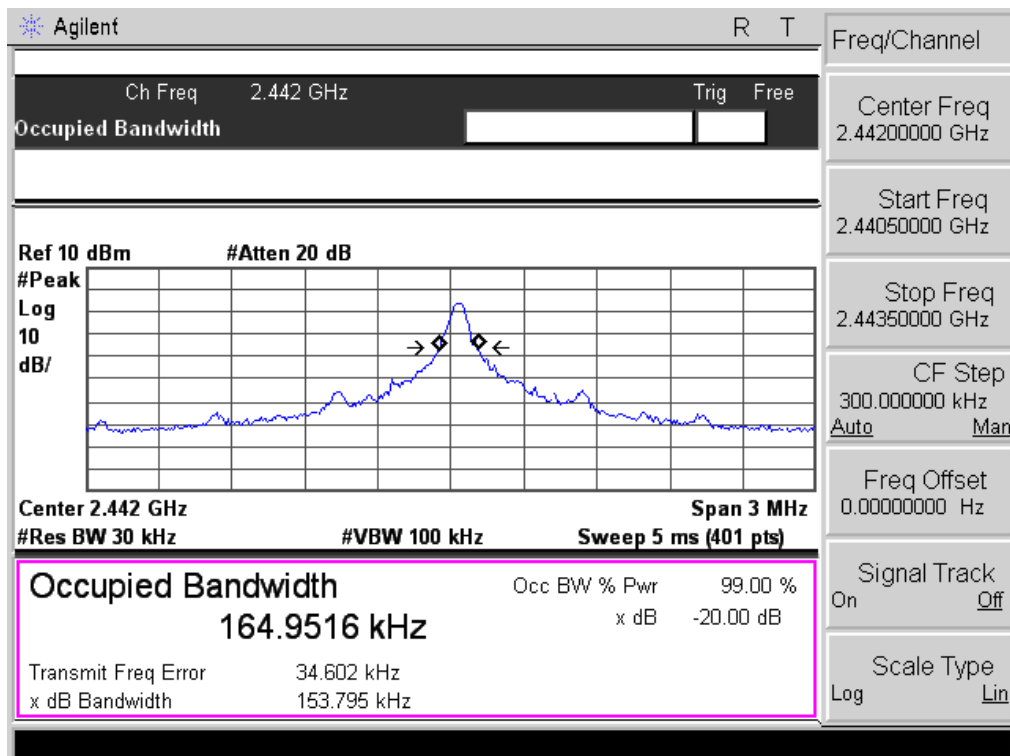 Agilent R T
Ch Freq 2.442 GHz Trig Free
Occupied Bandwidth
Ref 10 dBm #Atten 20 dB
#Peak
Log
10
dB/
Center 2.442 GHz Span 3 MHz
#Res BW 30 kHz #VBW 100 kHz Sweep 5 ms (401 pts)
Occupied Bandwidth
164.9516 kHz
Occ BW % Pwr 99.00 %
x dB -20.00 dB
Transmit Freq Error 34.602 kHz
x dB Bandwidth 153.795 kHz
Freq/Channel
Center Freq
2.44200000 GHz
Start Freq
2.44050000 GHz
Stop Freq
2.44350000 GHz
CF Step
300.000000 kHz
Auto Man
Freq Offset
0.00000000 Hz
Signal Track
On Off
Scale Type
Log Lin